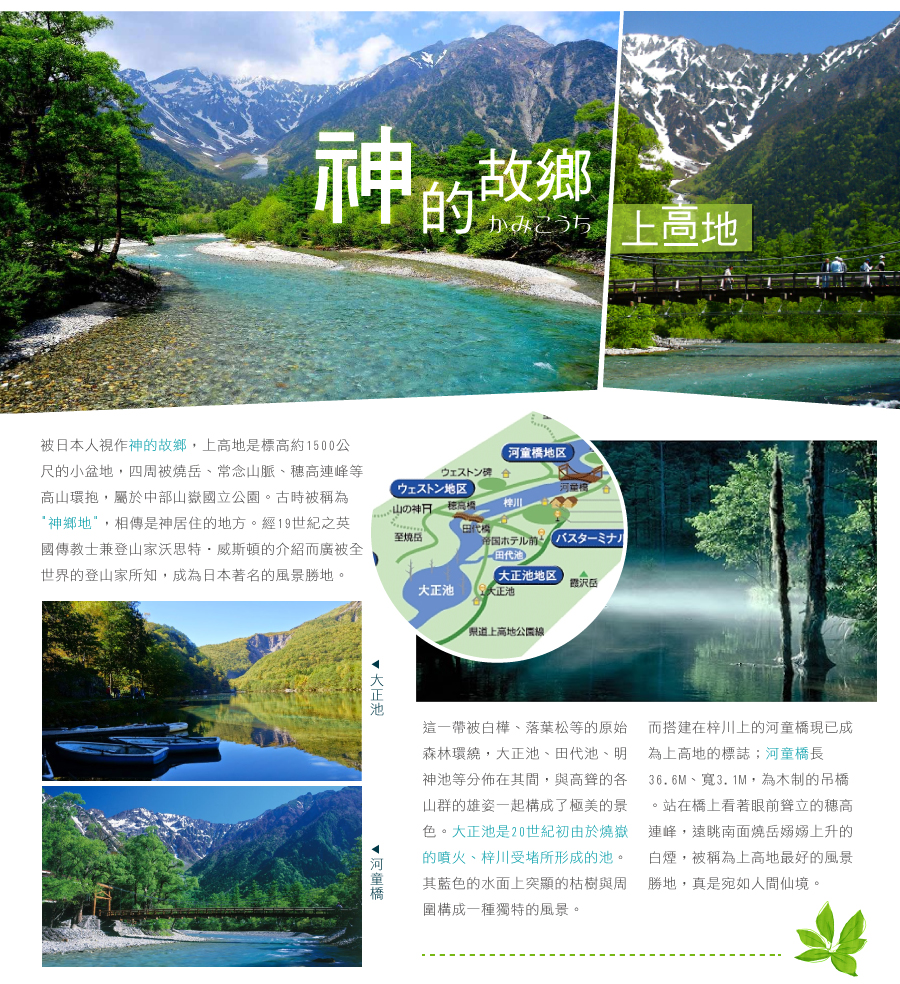 神的故鄉
かみこうち
上高地
被日本人視作神的故鄉，上高地是標高約1500公
尺的小盆地，四周被燒岳、常念山脈、穗高連峰等
高山環抱，屬於中部山嶽國立公園。古時被稱為
"神鄉地"，相傳是神居住的地方。經19世紀之英
國傳教士兼登山家沃思特·威斯頓的介紹而廣被全
世界的登山家所知，成為日本著名的風景勝地。
河童橋地区
ウェストン碑
河童橋
ウェストン地区
穂高橋
梓川
山の神
田代橋
至焼岳
帝国ホテル前
バスターミナル
田代池
大正池地区
大正池
大正池
霞沢岳
県道上高地公園線
◀大正池
◀河童橋
這一帶被白樺、落葉松等的原始
森林環繞，大正池、田代池、明
神池等分佈在其間，與高聳的各
山群的雄姿一起構成了極美的景
色。大正池是20世紀初由於燒嶽
的噴火、梓川受堵所形成的池。
其藍色的水面上突顯的枯樹與周
圍構成一種獨特的風景。
而搭建在梓川上的河童橋現已成
為上高地的標誌；河童橋長
36.6M、寬3.1M，為木制的吊橋
。站在橋上看著眼前聳立的穗高
連峰，遠眺南面燒岳嫋嫋上升的
白煙，被稱為上高地最好的風景
勝地，真是宛如人間仙境。